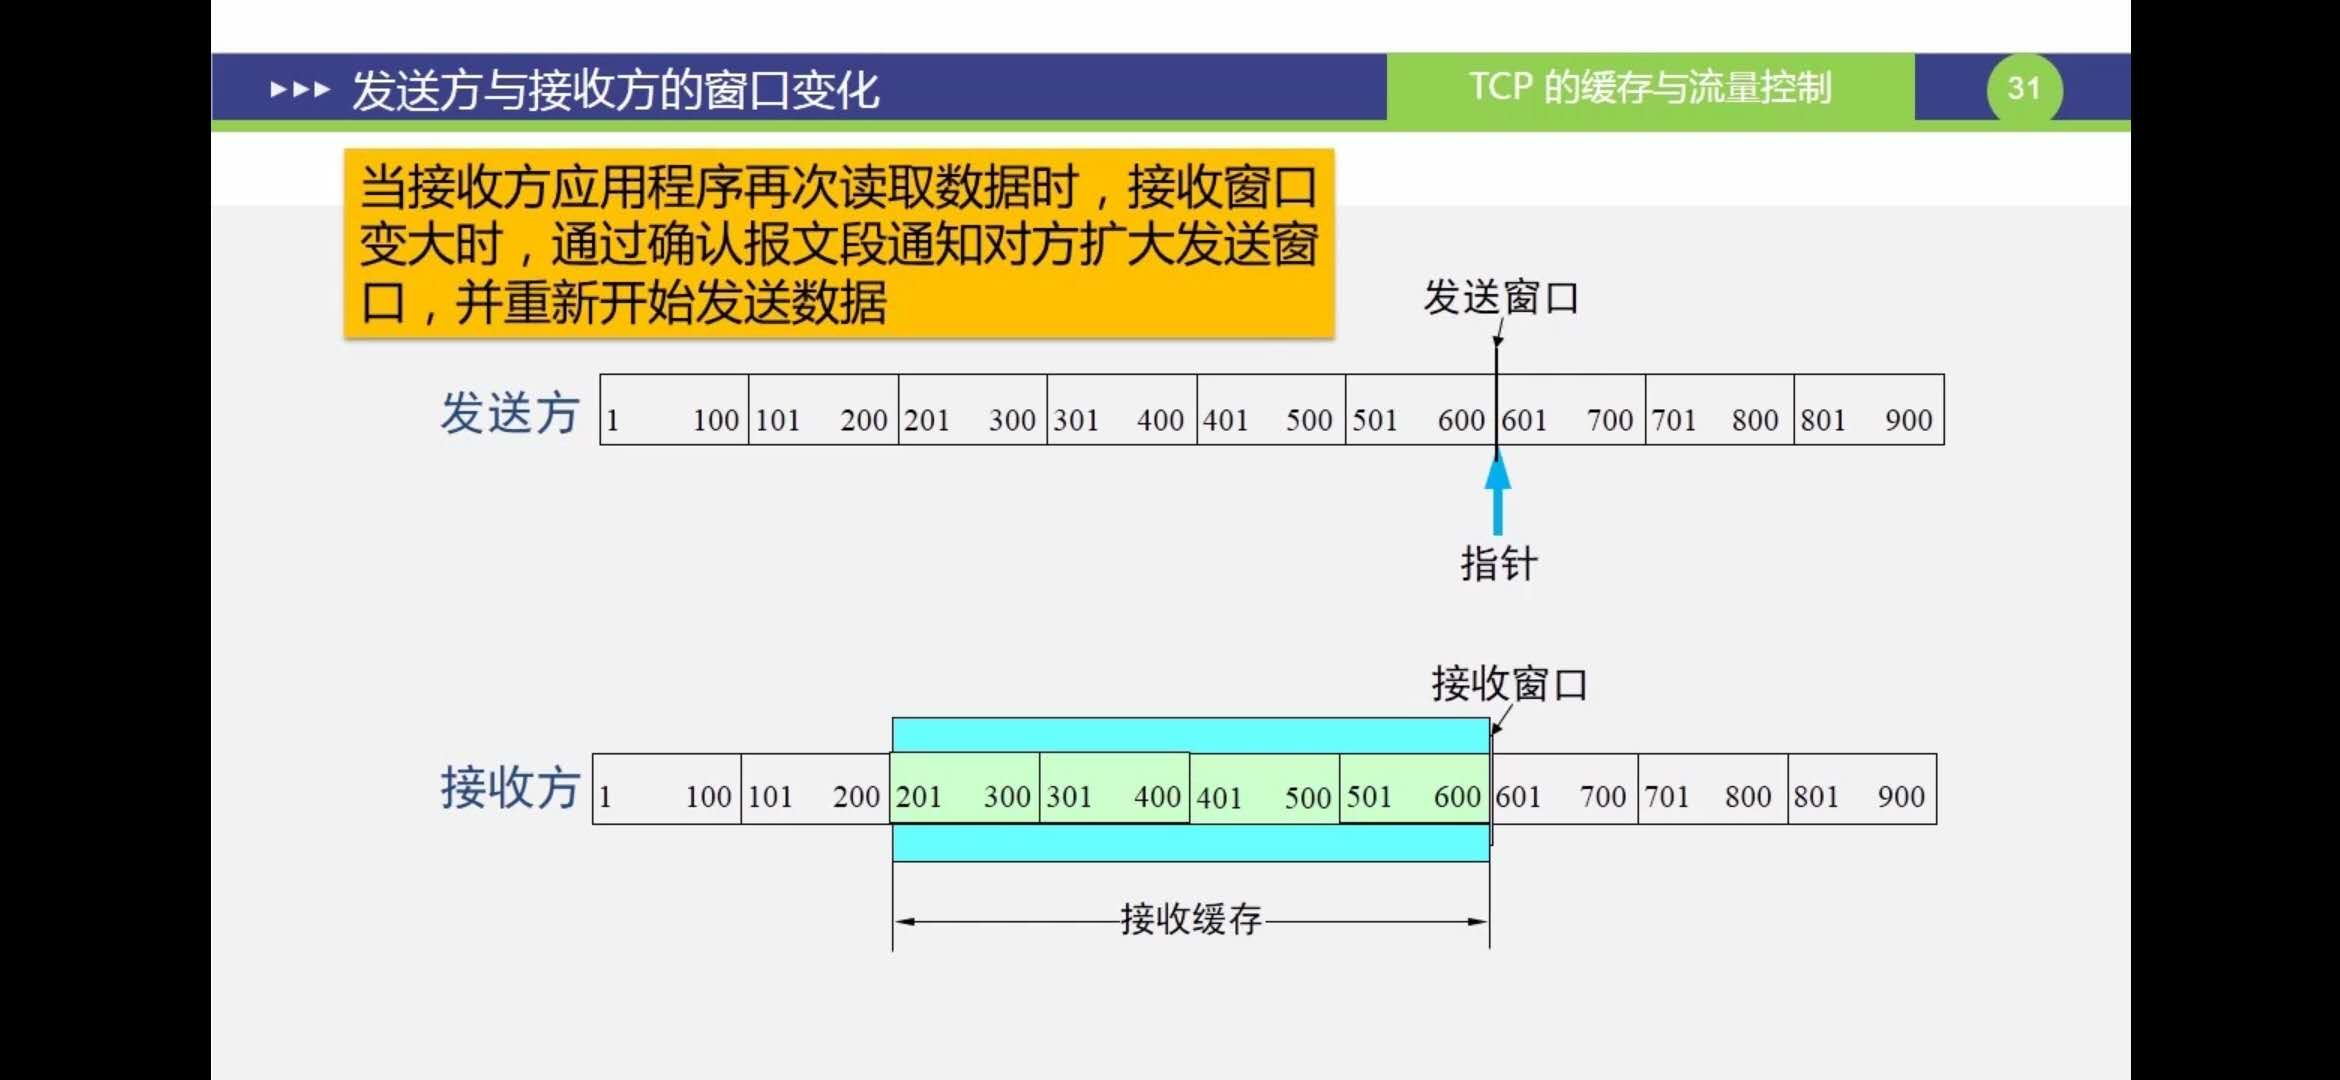 ▶▶▶ 发送方与接收方的窗口变化
TCP 的缓存与流量控制
31
当接收方应用程序再次读取数据时，接收窗口
变大时，通过确认报文段通知对方扩大发送窗
口，并重新开始发送数据
发送窗口
发送方 1 100 101 200 201 300 301 400 401 500 501 600 601 700 701 800 801 900
指针
接收窗口
接收方 1 100 101 200 201 300 301 400 401 500 501 600 601 700 701 800 801 900
接收缓存